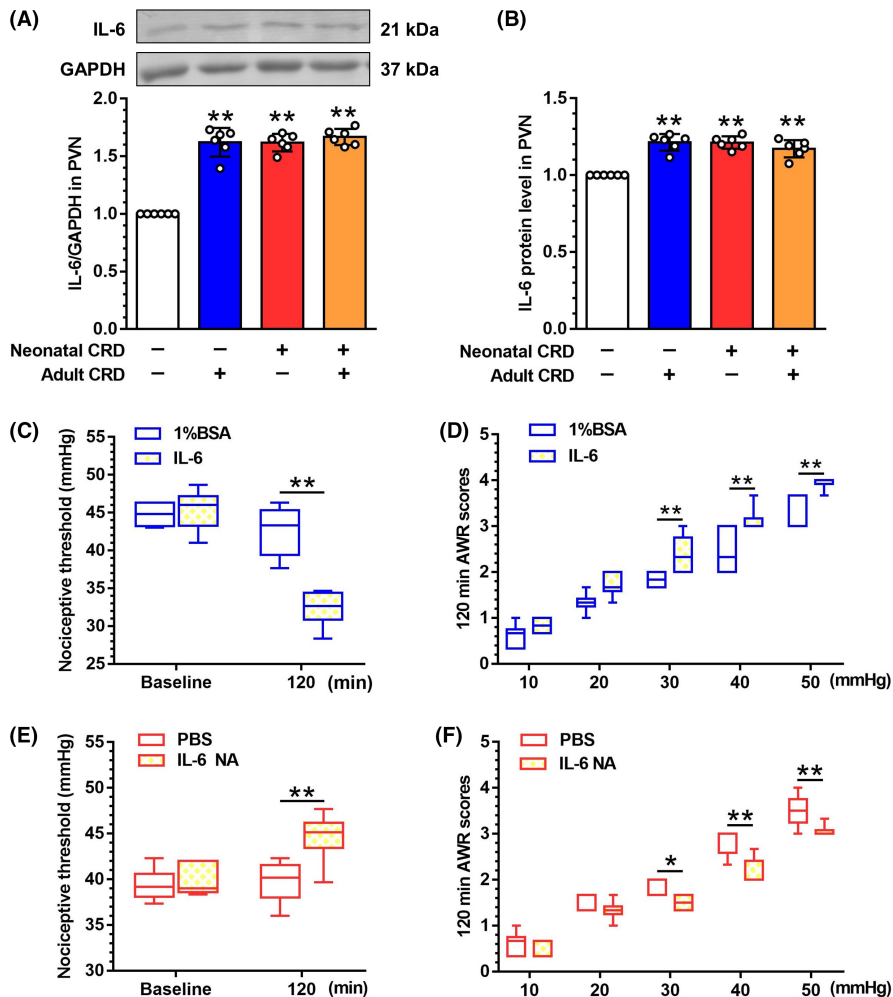 (A)
IL-6
21 kDa
GAPDH
37 kDa
IL-6/GAPDH in PVN
2.0
1.5
1.0
0.5
0.0
** ** **
Neonatal CRD − − + +
Adult CRD − + − +
(B)
IL-6 protein level in PVN
1.5
1.0
0.5
0.0
** ** **
Neonatal CRD − − + +
Adult CRD − + − +
(C)
Nociceptive threshold (mmHg)
55
50
45
40
35
30
25
1%BSA
IL-6
**
Baseline 120 (min)
(D)
120 min AWR scores
5
4
3
2
1
0
1%BSA
IL-6
** ** **
10 20 30 40 50 (mmHg)
(E)
Nociceptive threshold (mmHg)
55
50
45
40
35
30
PBS
IL-6 NA
**
Baseline 120 (min)
(F)
120 min AWR scores
5
4
3
2
1
0
PBS
IL-6 NA
* ** **
10 20 30 40 50 (mmHg)